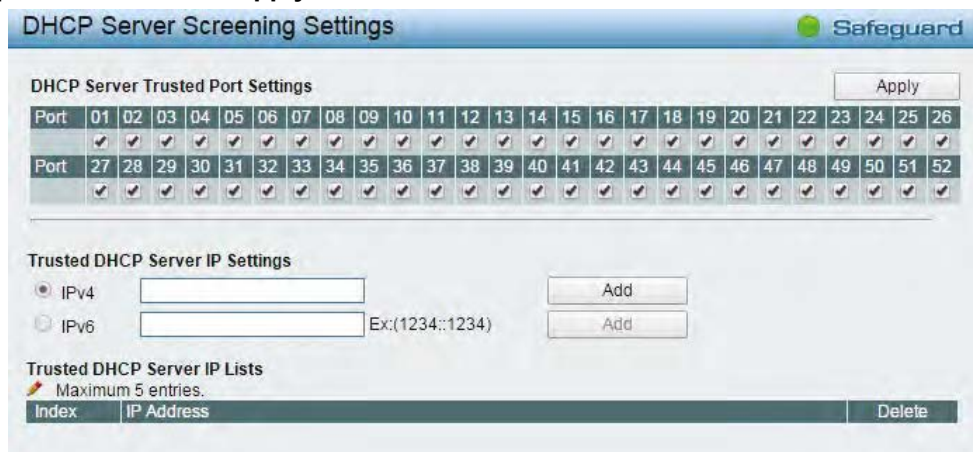 DHCP Server Screening Settings Safeguard
DHCP Server Trusted Port Settings Apply
Port 01 02 03 04 05 06 07 08 09 10 11 12 13 14 15 16 17 18 19 20 21 22 23 24 25 26
Port 27 28 29 30 31 32 33 34 35 36 37 38 39 40 41 42 43 44 45 46 47 48 49 50 51 52
Trusted DHCP Server IP Settings
IPv4 Add
IPv6 Ex:(1234::1234) Add
Trusted DHCP Server IP Lists
Maximum 5 entries.
Index IP Address Delete